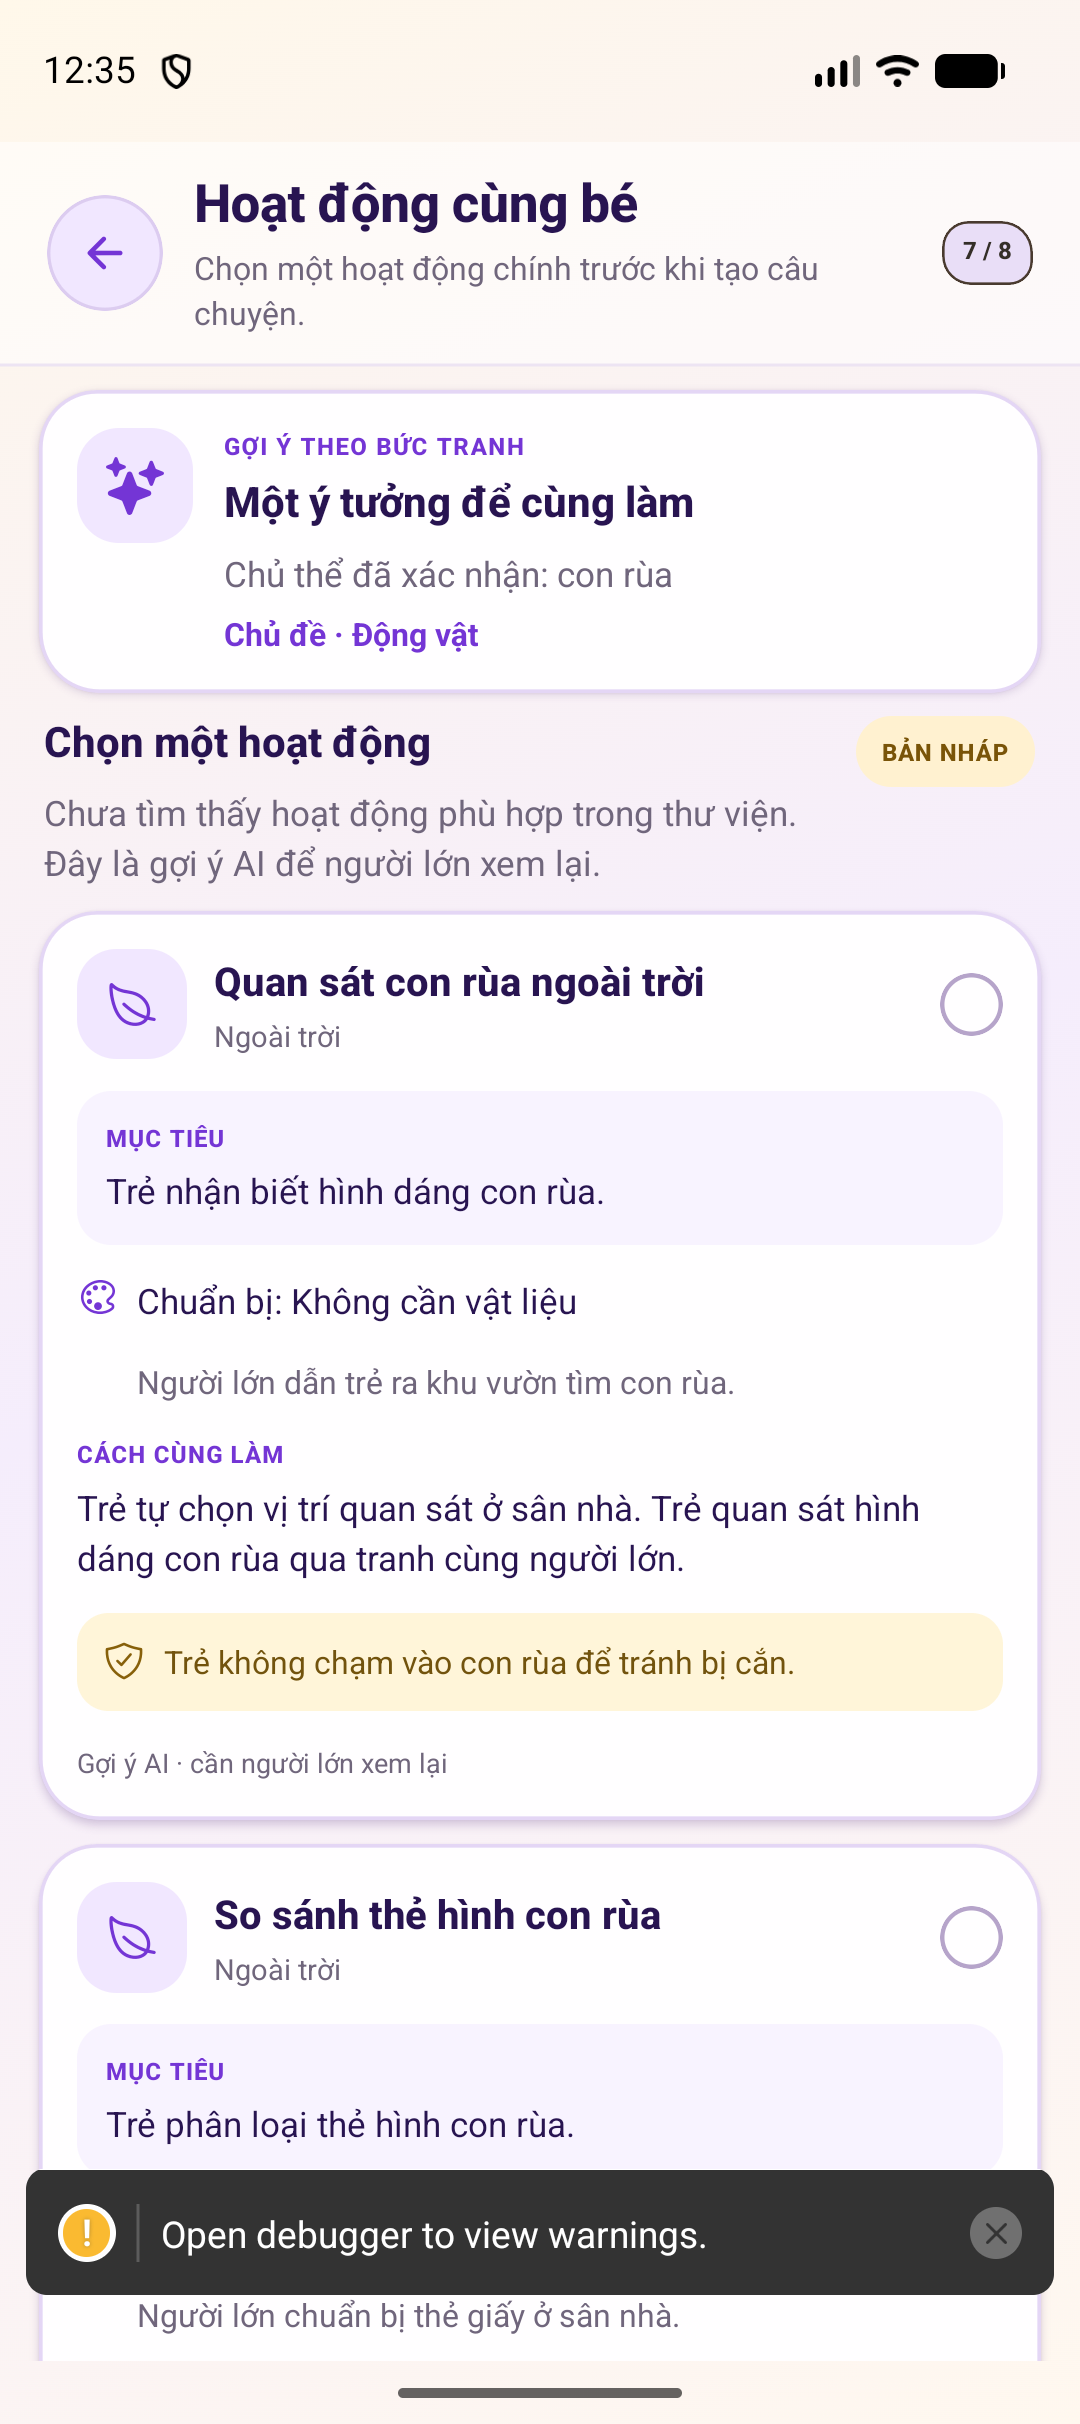 12:35
Hoạt động cùng bé
Chọn một hoạt động chính trước khi tạo câu
chuyện.
7 / 8
GỢI Ý THEO BỨC TRANH
Một ý tưởng để cùng làm
Chủ thể đã xác nhận: con rùa
Chủ đề · Động vật
Chọn một hoạt động
BẢN NHÁP
Chưa tìm thấy hoạt động phù hợp trong thư viện.
Đây là gợi ý AI để người lớn xem lại.
Quan sát con rùa ngoài trời
Ngoài trời
MỤC TIÊU
Trẻ nhận biết hình dáng con rùa.
Chuẩn bị: Không cần vật liệu
Người lớn dẫn trẻ ra khu vườn tìm con rùa.
CÁCH CÙNG LÀM
Trẻ tự chọn vị trí quan sát ở sân nhà. Trẻ quan sát hình
dáng con rùa qua tranh cùng người lớn.
Trẻ không chạm vào con rùa để tránh bị cắn.
Gợi ý AI · cần người lớn xem lại
So sánh thẻ hình con rùa
Ngoài trời
MỤC TIÊU
Trẻ phân loại thẻ hình con rùa.
Open debugger to view warnings.
Người lớn chuẩn bị thẻ giấy ở sân nhà.